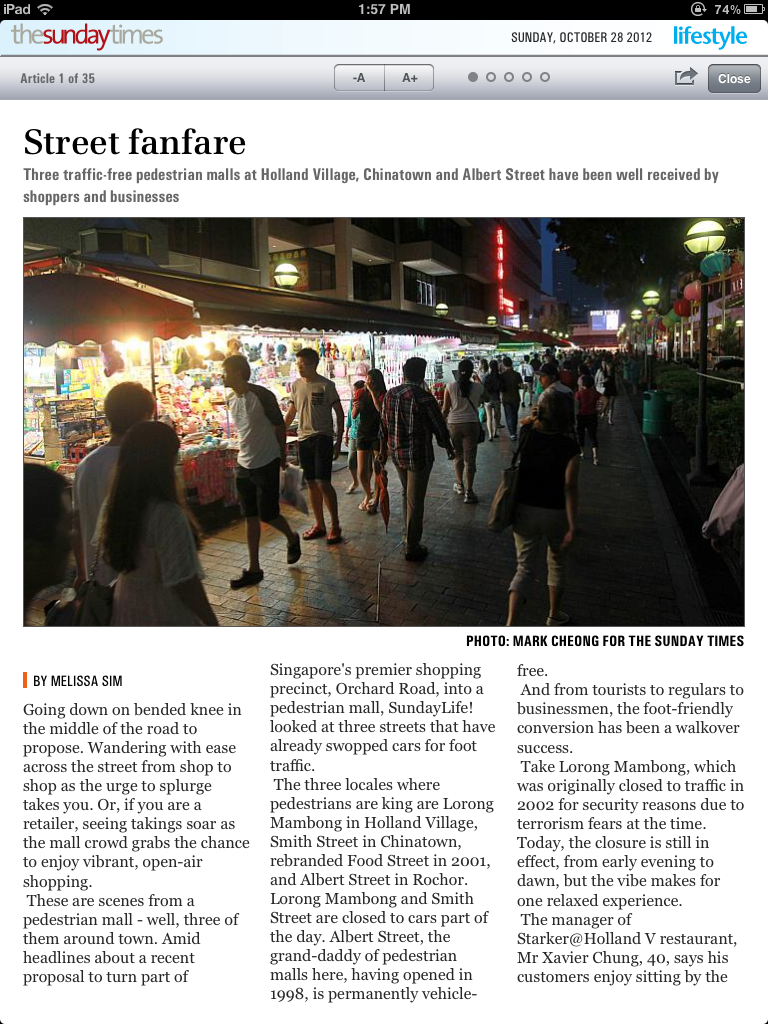 iPad 1:57 PM 74%
thesundaytimes SUNDAY, OCTOBER 28 2012 lifestyle
Article 1 of 35 -A A+ Close
Street fanfare
Three traffic-free pedestrian malls at Holland Village, Chinatown and Albert Street have been well received by
shoppers and businesses
PHOTO: MARK CHEONG FOR THE SUNDAY TIMES
BY MELISSA SIM
Going down on bended knee in
the middle of the road to
propose. Wandering with ease
across the street from shop to
shop as the urge to splurge
takes you. Or, if you are a
retailer, seeing takings soar as
the mall crowd grabs the chance
to enjoy vibrant, open-air
shopping.
These are scenes from a
pedestrian mall - well, three of
them around town. Amid
headlines about a recent
proposal to turn part of
Singapore's premier shopping
precinct, Orchard Road, into a
pedestrian mall, SundayLife!
looked at three streets that have
already swopped cars for foot
traffic.
The three locales where
pedestrians are king are Lorong
Mambong in Holland Village,
Smith Street in Chinatown,
rebranded Food Street in 2001,
and Albert Street in Rochor.
Lorong Mambong and Smith
Street are closed to cars part of
the day. Albert Street, the
grand-daddy of pedestrian
malls here, having opened in
1998, is permanently vehicle-
free.
And from tourists to regulars to
businessmen, the foot-friendly
conversion has been a walkover
success.
Take Lorong Mambong, which
was originally closed to traffic in
2002 for security reasons due to
terrorism fears at the time.
Today, the closure is still in
effect, from early evening to
dawn, but the vibe makes for
one relaxed experience.
The manager of
Starker@Holland V restaurant,
Mr Xavier Chung, 40, says his
customers enjoy sitting by the